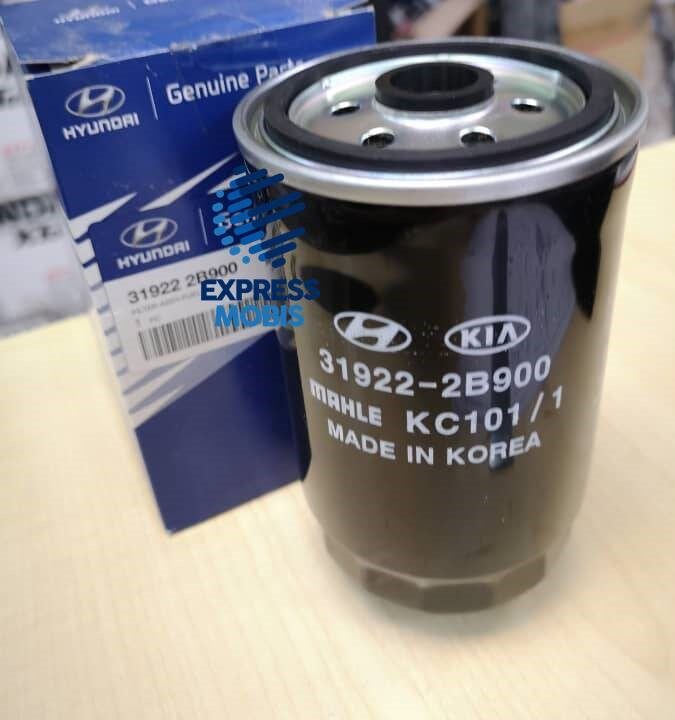 HYUNDAI
Genuine Parts
HYUNDAI
31922 2B900
EXPRESS
MOBIS
KIA
31922-2B900
MAHLE KC101/1
MADE IN KOREA